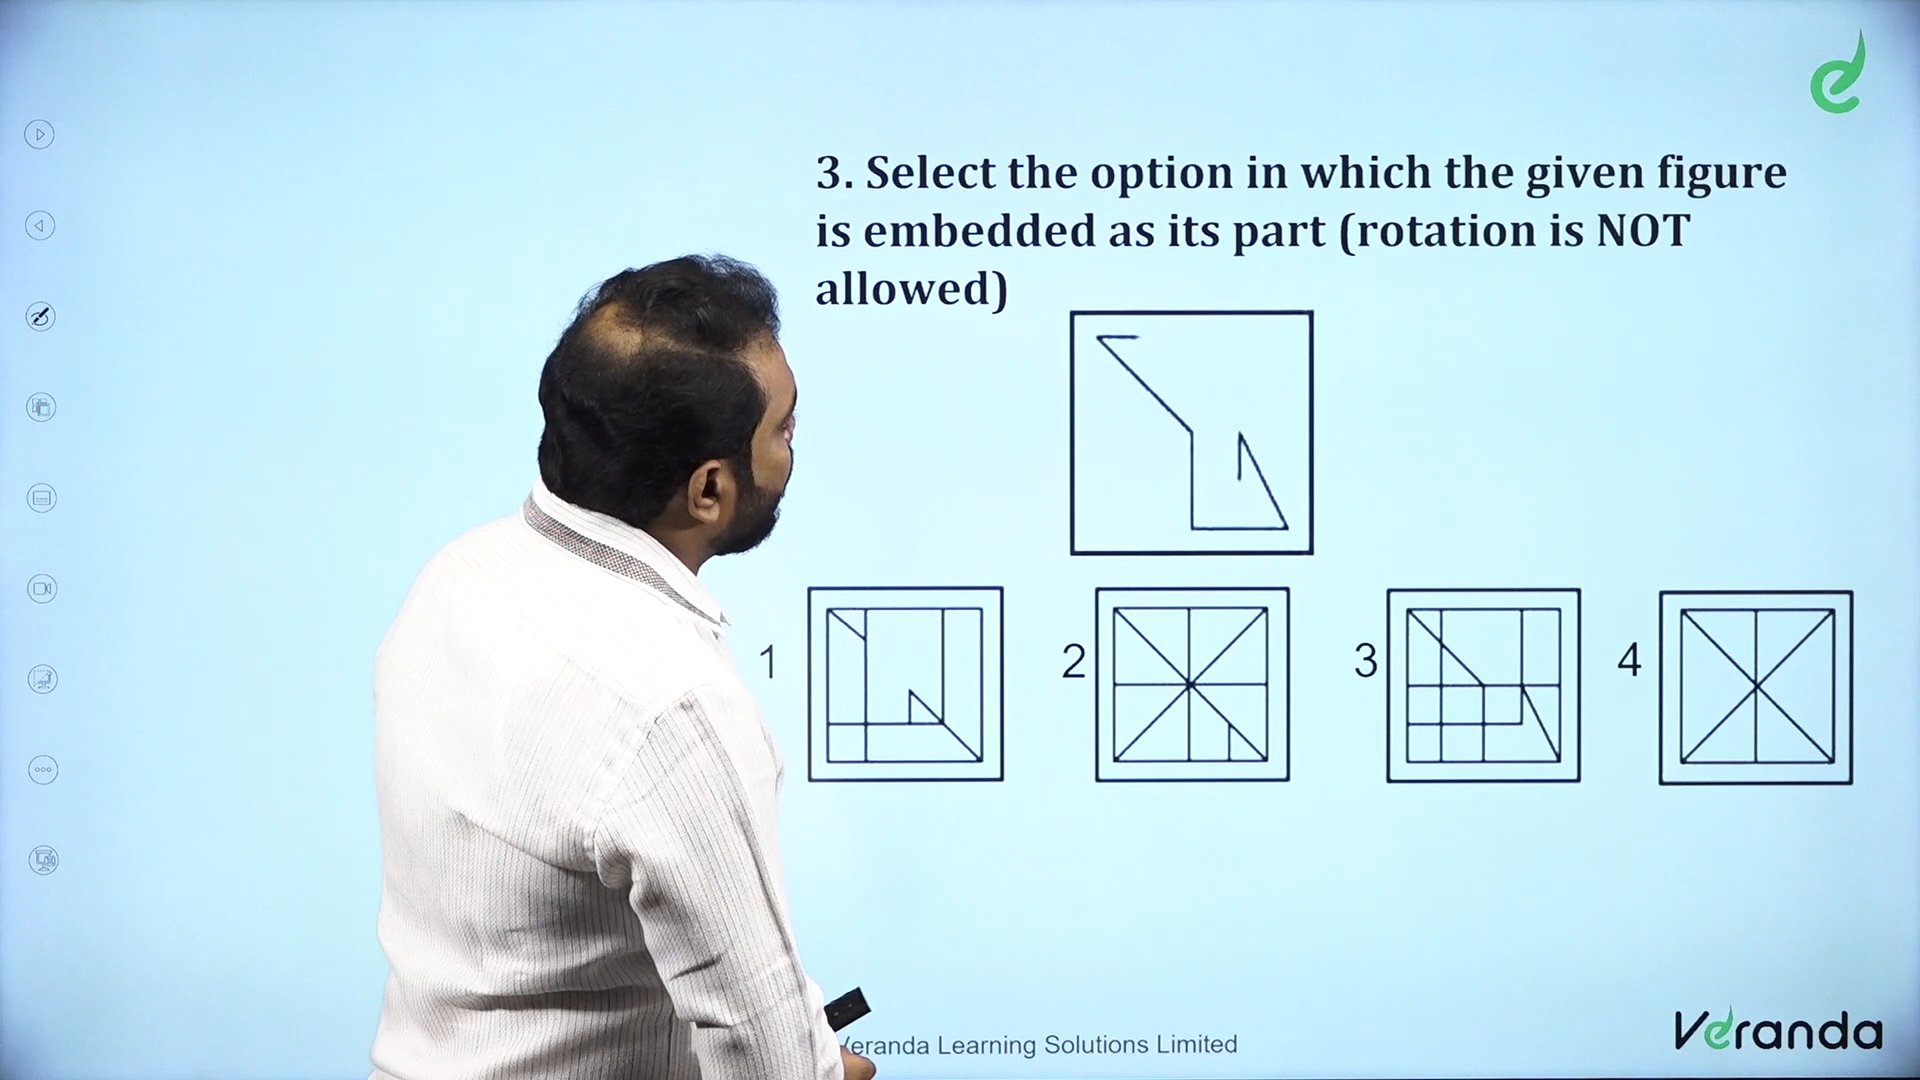 3. Select the option in which the given figure
is embedded as its part (rotation is NOT
allowed)
1
2
3
4
Veranda Learning Solutions Limited
Veranda